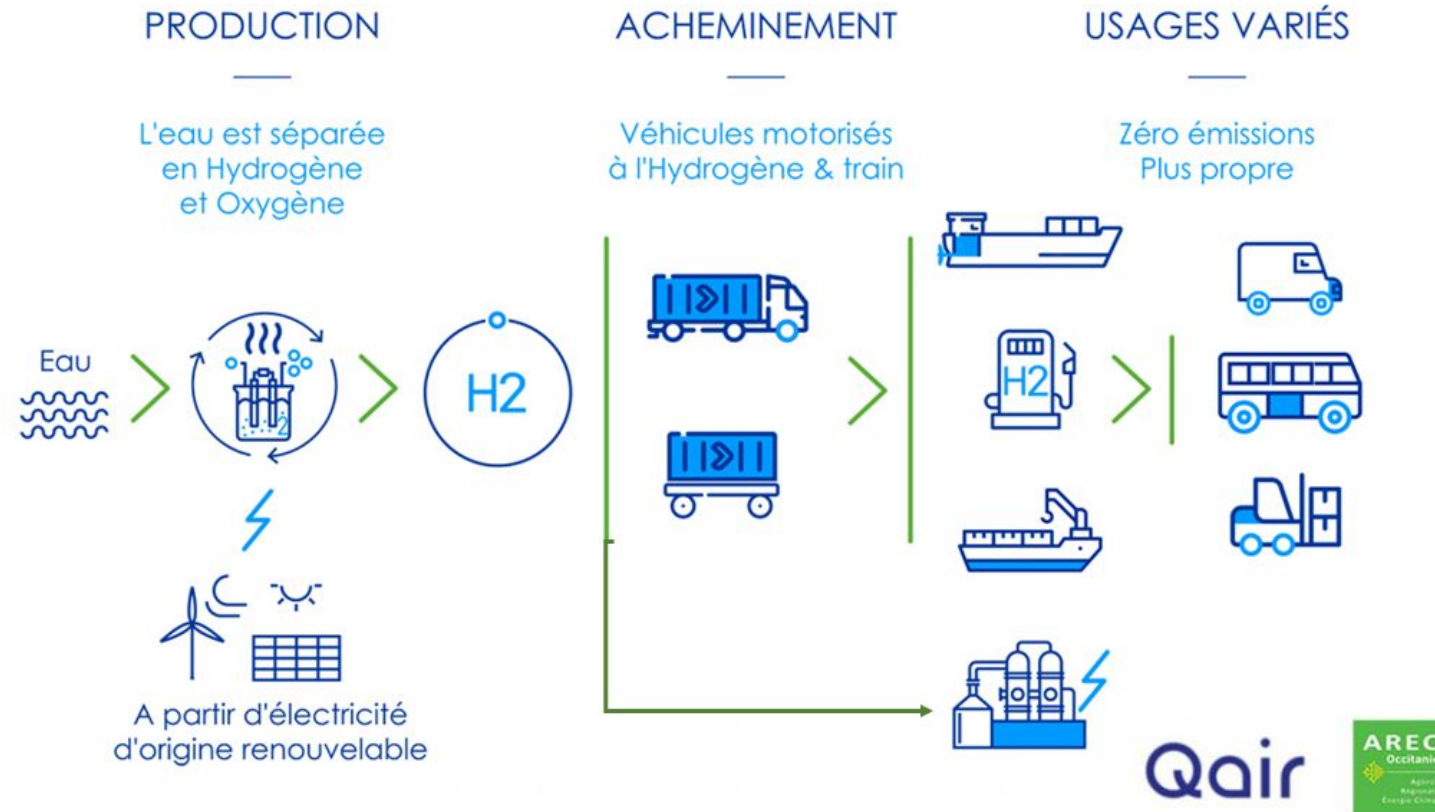 PRODUCTION
L'eau est séparée
en Hydrogène
et Oxygène
Eau
2
H2
A partir d'électricité
d'origine renouvelable
ACHEMINEMENT
Véhicules motorisés
à l'Hydrogène & train
USAGES VARIÉS
Zéro émissions
Plus propre
H2
Qair
AREC
Occitanie